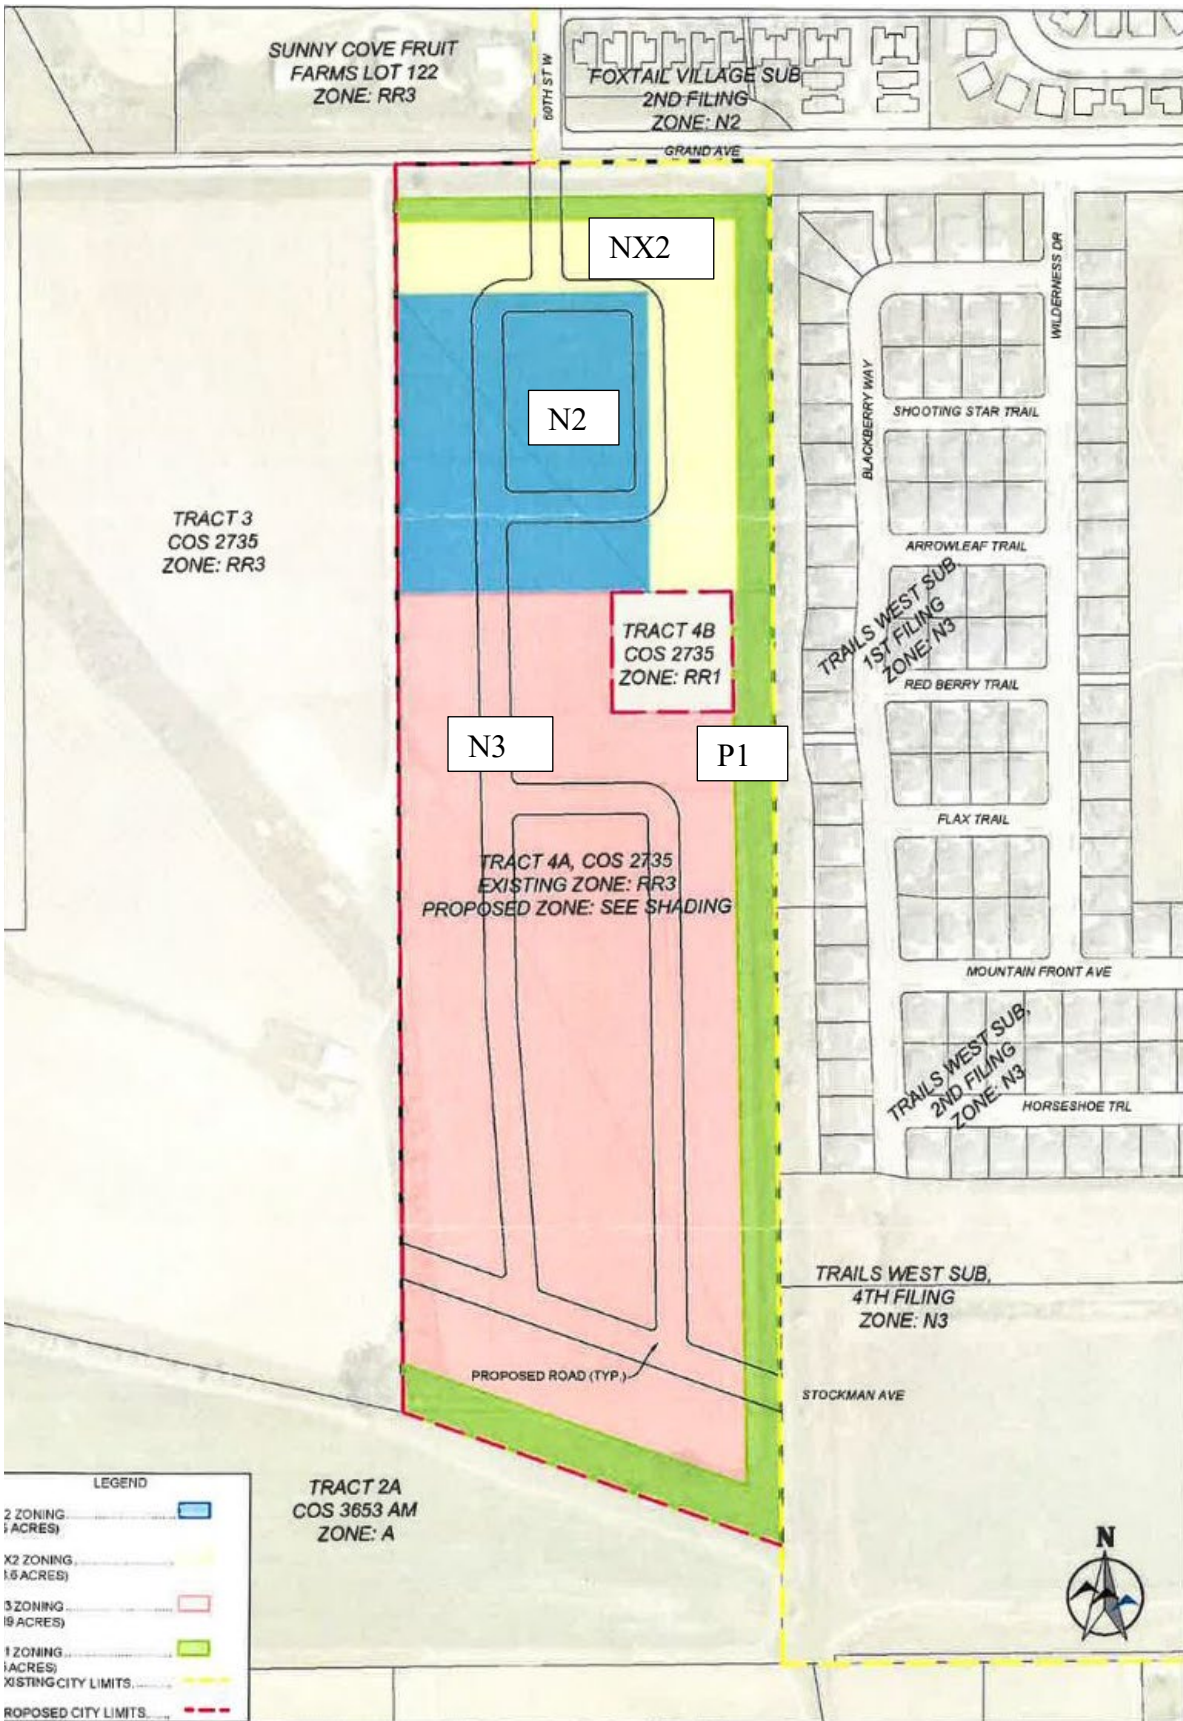 SUNNY COVE FRUIT
FARMS LOT 122
ZONE: RR3
60TH ST W
FOXTAIL VILLAGE SUB
2ND FILING
ZONE: N2
GRAND AVE
NX2
WILDERNESS DR
BLACKBERRY WAY
SHOOTING STAR TRAIL
N2
TRACT 3
COS 2735
ZONE: RR3
ARROWLEAF TRAIL
TRAILS WEST SUB,
1ST FILING
ZONE: N3
TRACT 4B
COS 2735
ZONE: RR1
RED BERRY TRAIL
N3
P1
FLAX TRAIL
TRACT 4A, COS 2735
EXISTING ZONE: RR3
PROPOSED ZONE: SEE SHADING
MOUNTAIN FRONT AVE
TRAILS WEST SUB,
2ND FILING
ZONE: N3
HORSESHOE TRL
TRAILS WEST SUB,
4TH FILING
ZONE: N3
PROPOSED ROAD (TYP.)
STOCKMAN AVE
TRACT 2A
COS 3653 AM
ZONE: A
LEGEND
2 ZONING
ACRES)
X2 ZONING
.6 ACRES)
3 ZONING
9 ACRES)
1 ZONING
ACRES)
XISTING CITY LIMITS
ROPOSED CITY LIMITS
N